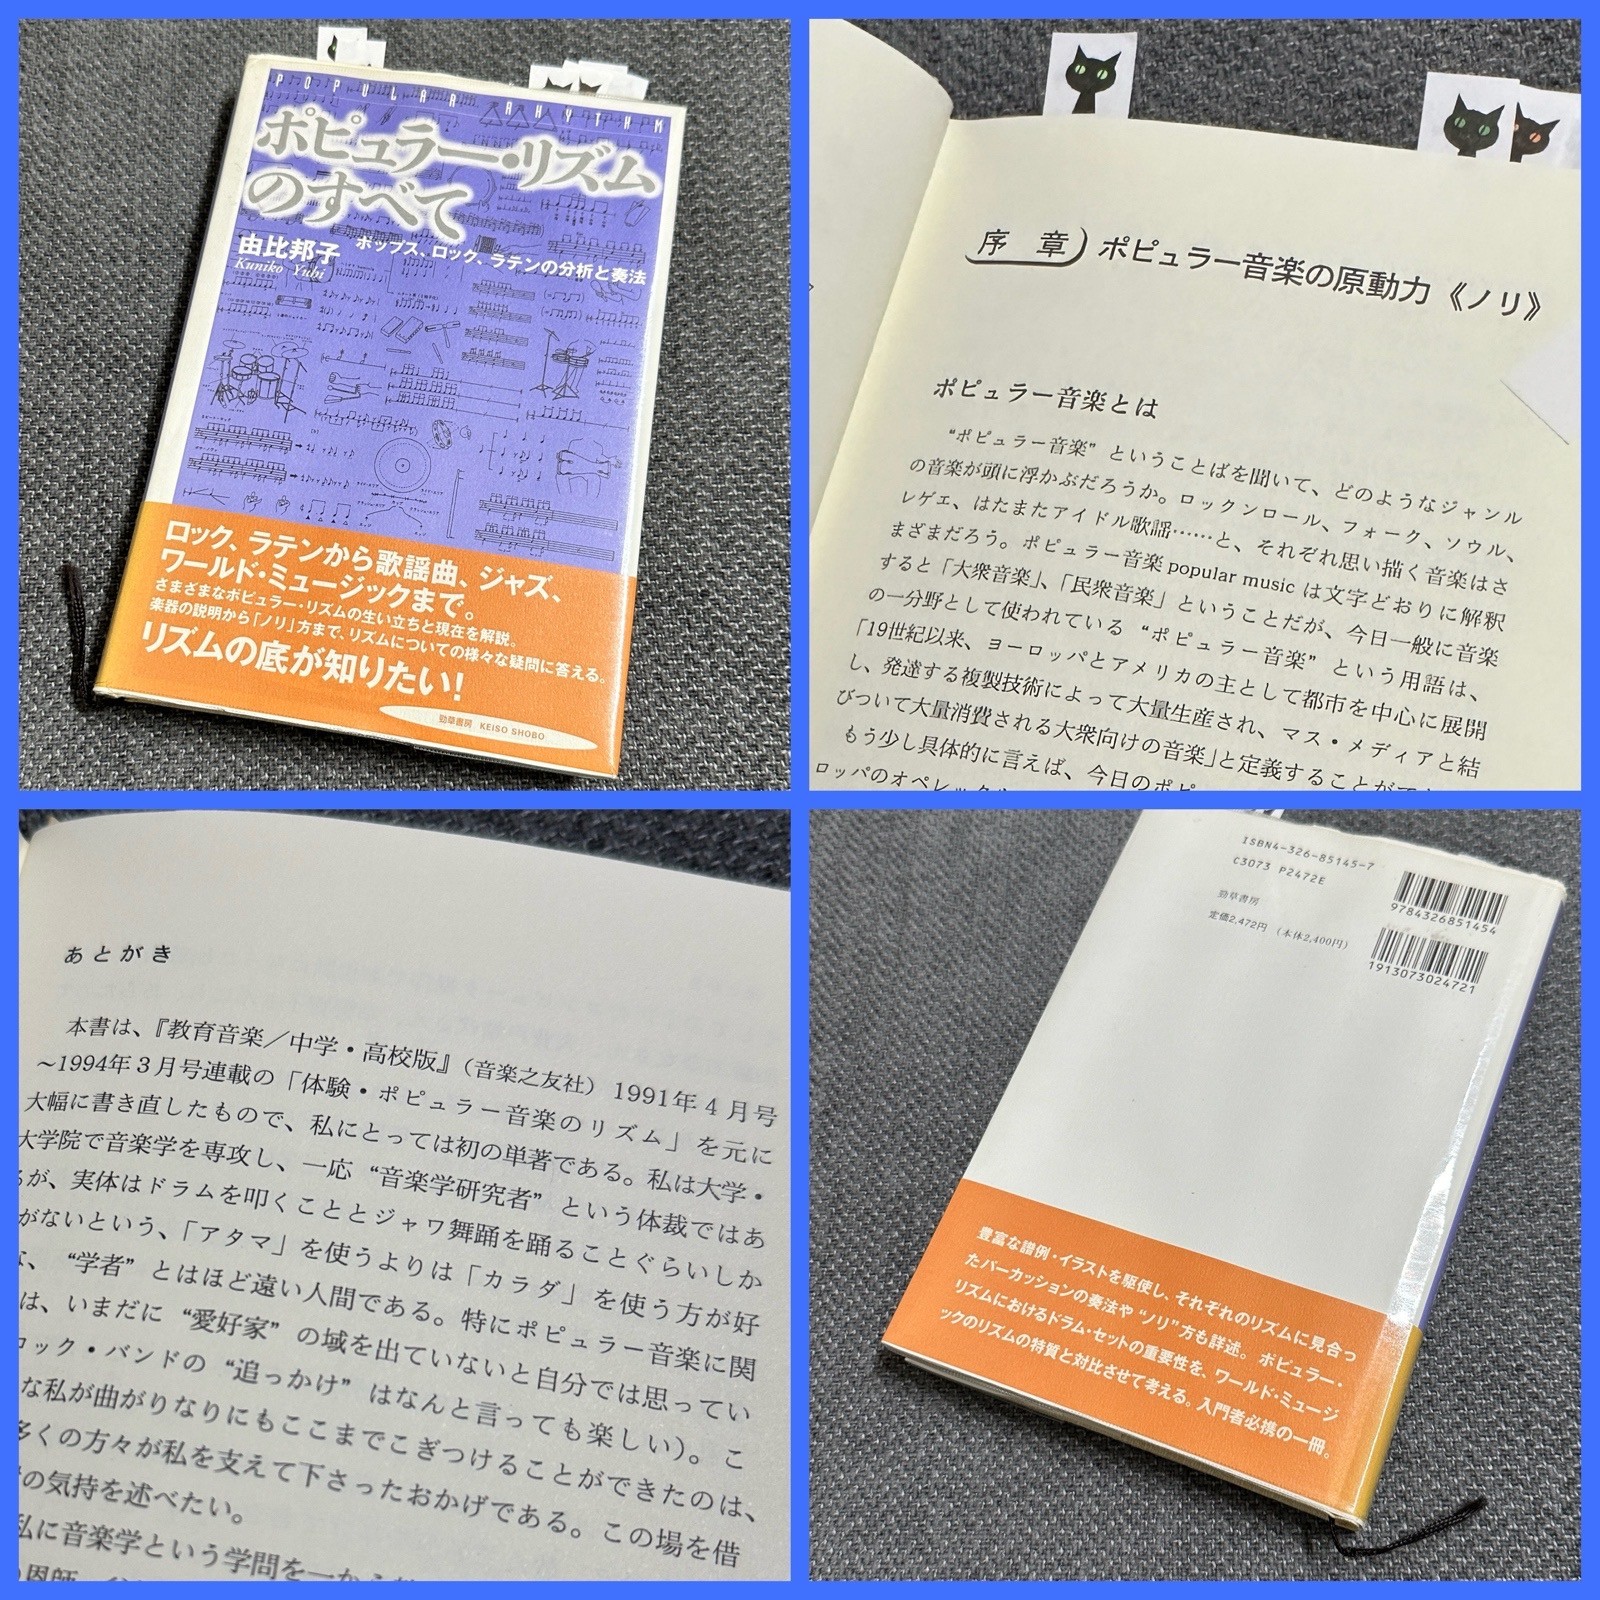 POPULAR RHYTHM
ポピュラー・リズム
のすべて
由比邦子
Kuniko Yubi
ポップス、ロック、ラテンの分析と奏法
ロック、ラテンから歌謡曲、ジャズ、
ワールド・ミュージックまで。
さまざまなポピュラー・リズムの生い立ちと現在を解説。
楽器の説明から「ノリ」方まで、リズムについての様々な疑問に答える。
リズムの底が知りたい!
勁草書房 KEISO SHOBO
序章 ポピュラー音楽の原動力《ノリ》
ポピュラー音楽とは
“ポピュラー音楽” ということばを聞いて、どのようなジャンル
の音楽が頭に浮かぶだろうか。ロックンロール、フォーク、ソウル、
レゲエ、はたまたアイドル歌謡……と、それぞれ思い描く音楽はさ
まざまだろう。ポピュラー音楽 popular music は文字どおりに解釈
すると「大衆音楽」、「民衆音楽」ということだが、今日一般に音楽
の一分野として使われている “ポピュラー音楽” という用語は、
「19世紀以来、ヨーロッパとアメリカの主として都市を中心に展開
し、発達する複製技術によって大量生産され、マス・メディアと結
びついて大量消費される大衆向けの音楽」と定義することができ
もう少し具体的に言えば、今日のポピ
ロッパのオペレッタ
あとがき
本書は、『教育音楽／中学・高校版』（音楽之友社）1991年4月号
～1994年3月号連載の「体験・ポピュラー音楽のリズム」を元に
大幅に書き直したもので、私にとっては初の単著である。私は大学・
大学院で音楽学を専攻し、一応 “音楽学研究者” という体裁ではあ
るが、実体はドラムを叩くこととジャワ舞踊を踊ることぐらいしか
がないという、「アタマ」を使うよりは「カラダ」を使う方が好
な、 “学者” とはほど遠い人間である。特にポピュラー音楽に関
は、いまだに “愛好家” の域を出ていないと自分では思ってい
ロック・バンドの “追っかけ” はなんと言っても楽しい）。こ
な私が曲がりなりにもここまでこぎつけることができたのは、
多くの方々が私を支えて下さったおかげである。この場を借
の気持を述べたい。
私に音楽学という学問を一から
恩師
ISBN4-326-85145-7
C3073 P2472E
勁草書房
定価2,472円 （本体2,400円）
9784326851454
1913073024721
豊富な譜例・イラストを駆使し、それぞれのリズムに見合っ
たパーカッションの奏法や “ノリ” 方も詳述。 ポピュラー・
リズムにおけるドラム・セットの重要性を、ワールド・ミュージ
ックのリズムの特質と対比させて考える。入門者必携の一冊。